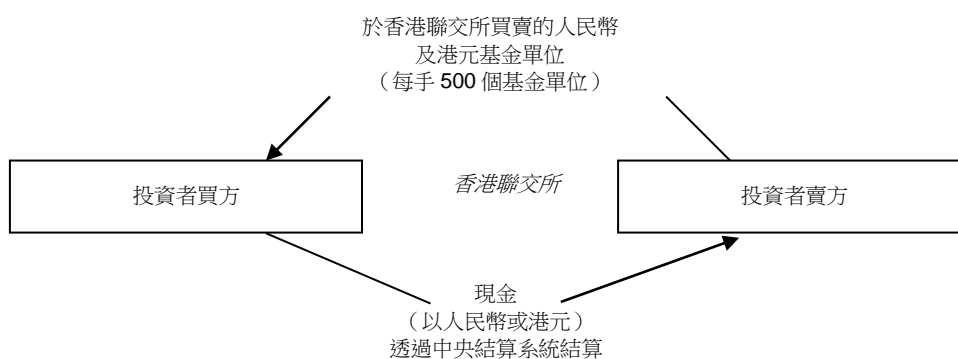 於香港聯交所買賣的人民幣
及港元基金單位
（每手 500 個基金單位）
投資者買方
香港聯交所
投資者賣方
現金
（以人民幣或港元）
透過中央結算系統結算